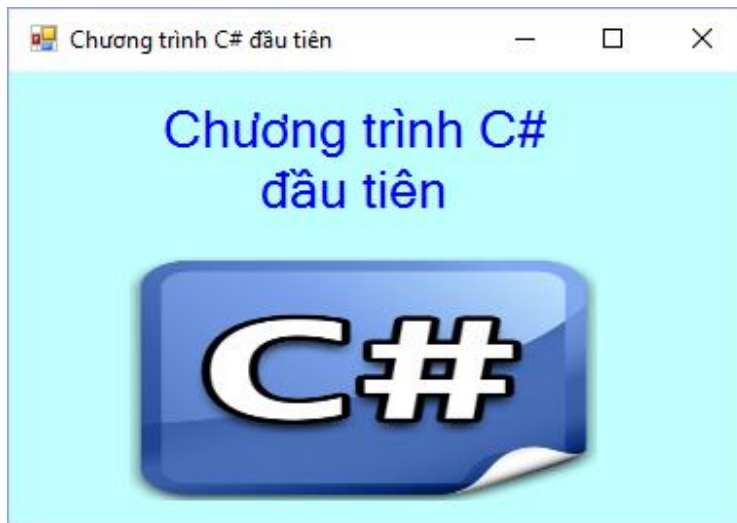 Chương trình C# đầu tiên
Chương trình C#
đầu tiên
C#